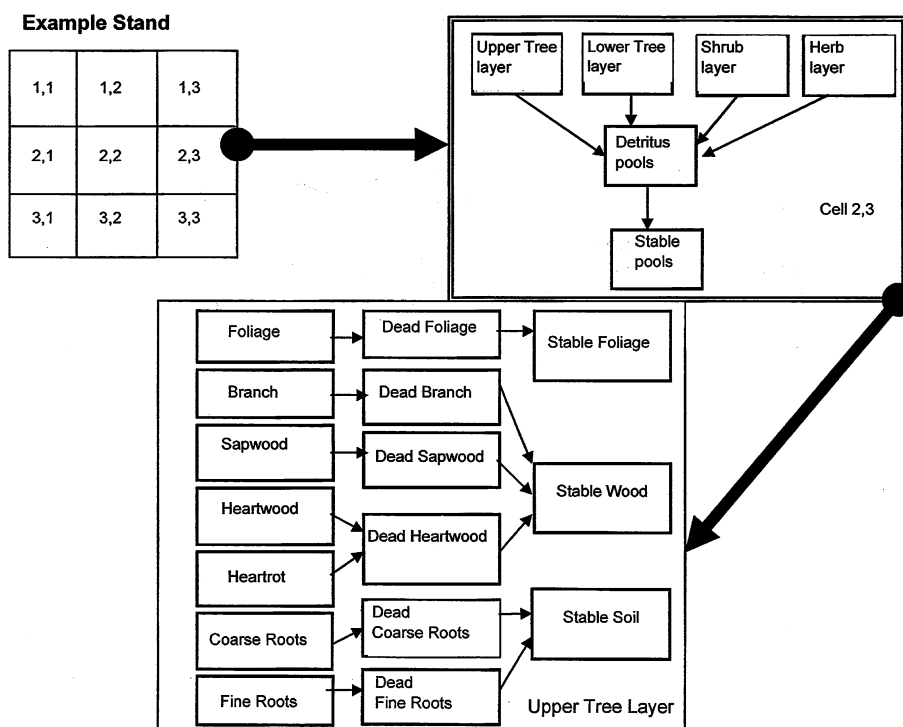 Example Stand
1,1 1,2 1,3
2,1 2,2 2,3
3,1 3,2 3,3
Upper Tree
layer
Lower Tree
layer
Shrub
layer
Herb
layer
Detritus
pools
Cell 2,3
Stable
pools
Foliage
Dead Foliage
Stable Foliage
Branch
Dead Branch
Sapwood
Dead Sapwood
Stable Wood
Heartwood
Dead Heartwood
Heartrot
Coarse Roots
Dead
Coarse Roots
Stable Soil
Fine Roots
Dead
Fine Roots
Upper Tree Layer